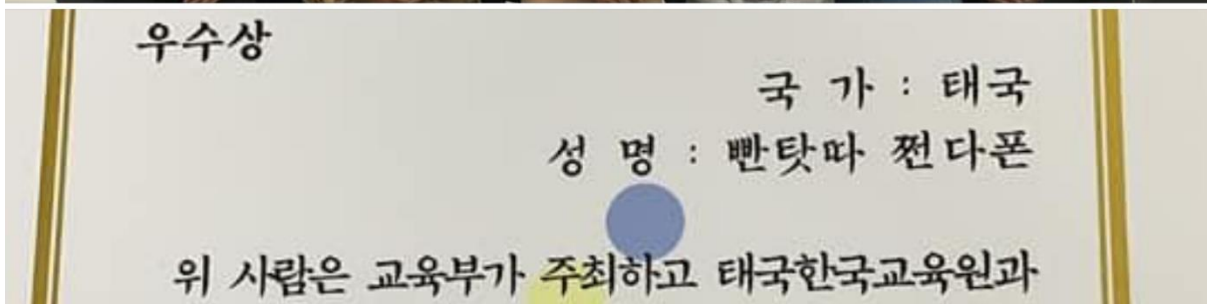 우수상
국 가 : 태국
성 명 : 빤탓따 쩐다폰
위 사람은 교육부가 주최하고 태국한국교육원과